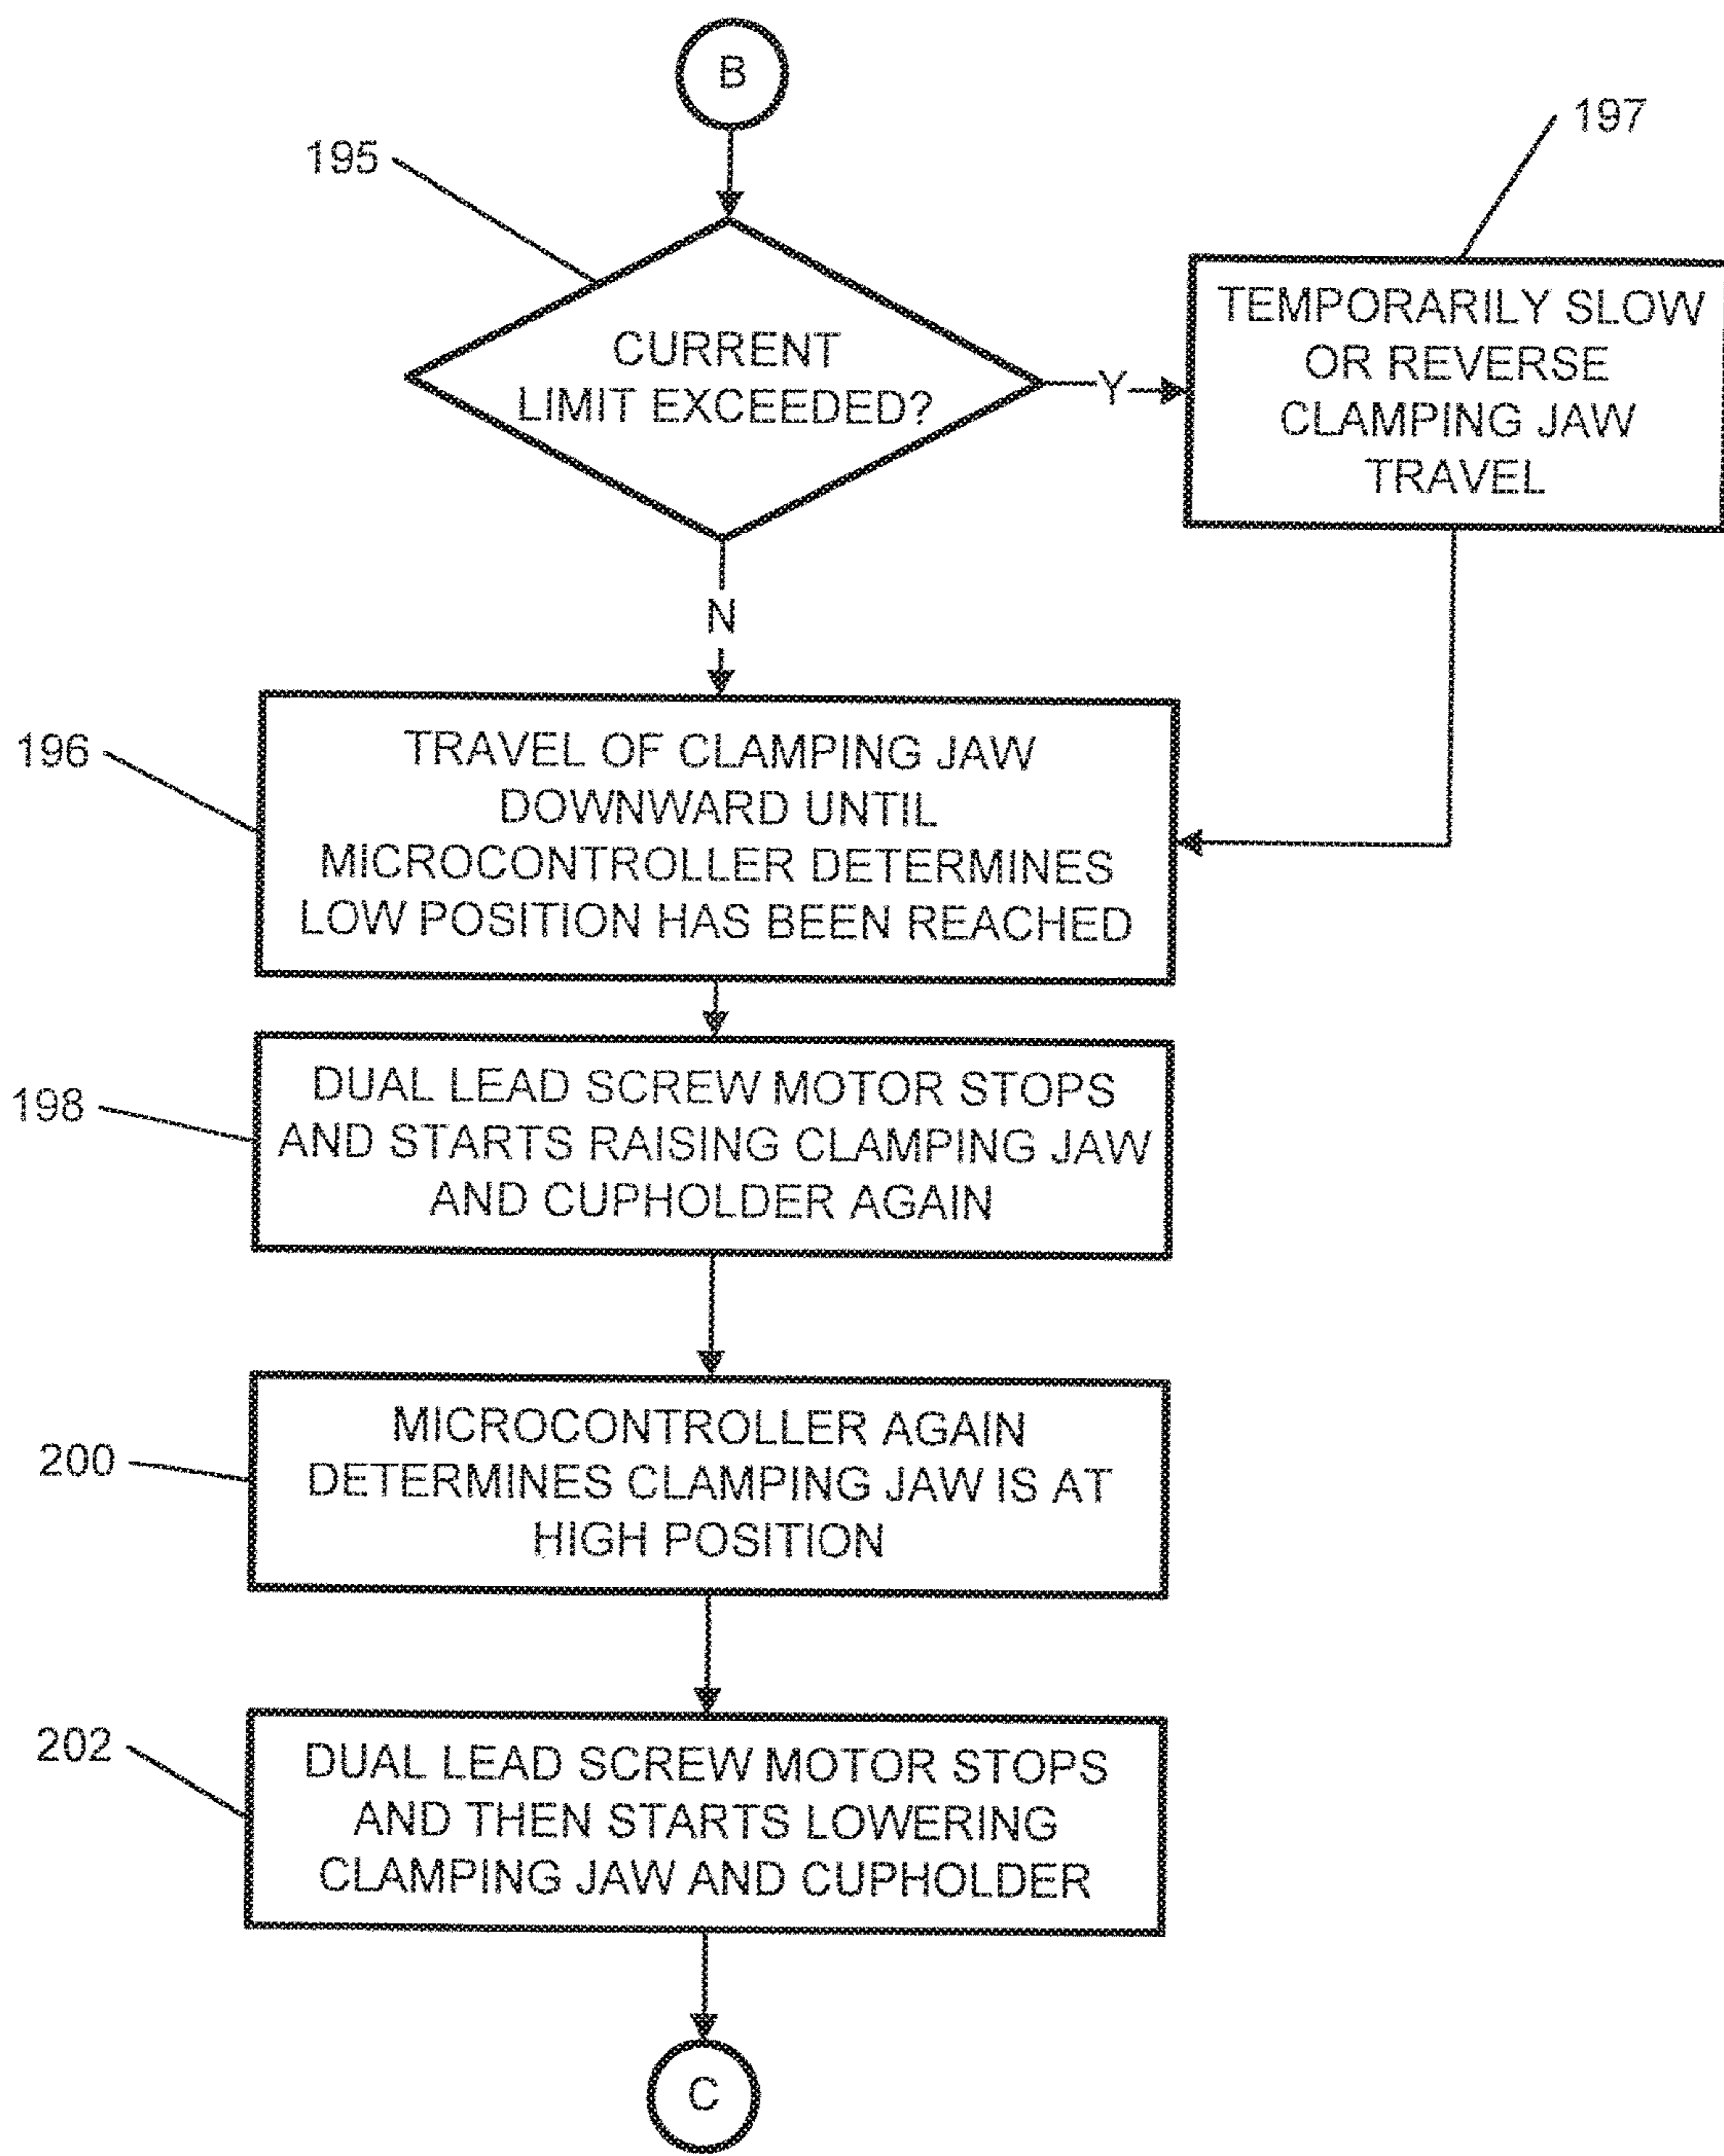 B
195
197
CURRENT
LIMIT EXCEEDED?
Y
TEMPORARILY SLOW
OR REVERSE
CLAMPING JAW
TRAVEL
N
196
TRAVEL OF CLAMPING JAW
DOWNWARD UNTIL
MICROCONTROLLER DETERMINES
LOW POSITION HAS BEEN REACHED
198
DUAL LEAD SCREW MOTOR STOPS
AND STARTS RAISING CLAMPING JAW
AND CUPHOLDER AGAIN
200
MICROCONTROLLER AGAIN
DETERMINES CLAMPING JAW IS AT
HIGH POSITION
202
DUAL LEAD SCREW MOTOR STOPS
AND THEN STARTS LOWERING
CLAMPING JAW AND CUPHOLDER
C